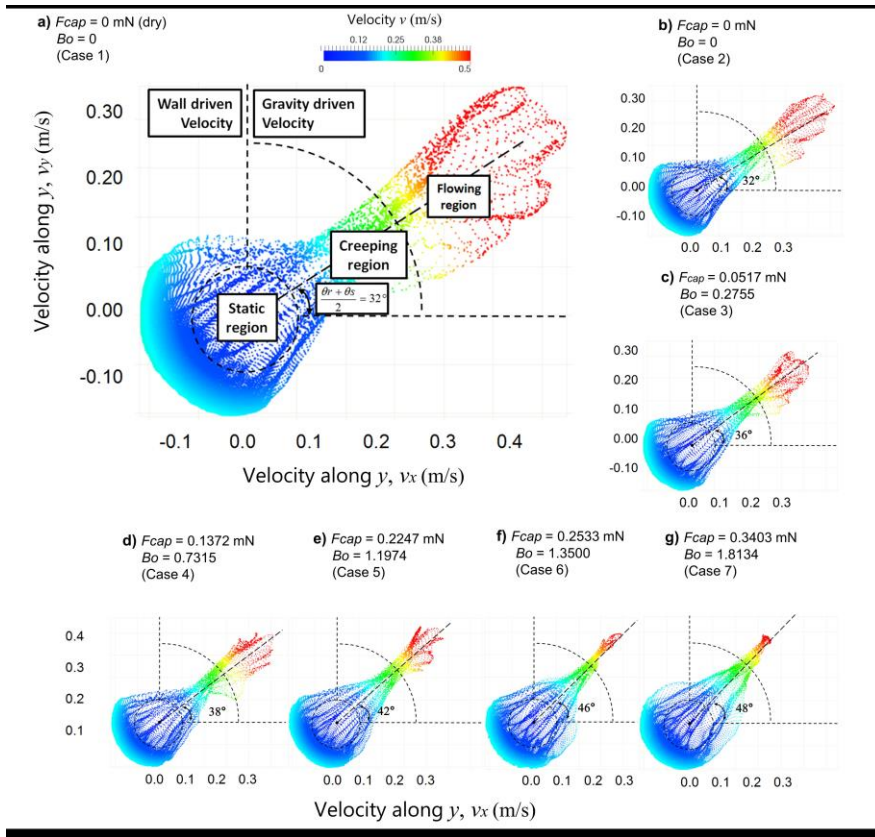 a) Fcap = 0 mN (dry)
Bo = 0
(Case 1)
Velocity v (m/s)
0.12 0.25 0.38
0 0.5
b) Fcap = 0 mN
Bo = 0
(Case 2)
Wall driven
Velocity
Gravity driven
Velocity
Flowing
region
Creeping
region
Static
region
θr + θs
2
= 32°
0.30
0.20
0.10
0.00
-0.10
Velocity along y, vy (m/s)
-0.1 0.0 0.1 0.2 0.3 0.4
Velocity along y, vx (m/s)
0.30
0.20
0.10
0.00
-0.10
32°
0.0 0.1 0.2 0.3
c) Fcap = 0.0517 mN
Bo = 0.2755
(Case 3)
0.30
0.20
0.10
0.00
-0.10
36°
0.0 0.1 0.2 0.3
d) Fcap = 0.1372 mN
Bo = 0.7315
(Case 4)
e) Fcap = 0.2247 mN
Bo = 1.1974
(Case 5)
f) Fcap = 0.2533 mN
Bo = 1.3500
(Case 6)
g) Fcap = 0.3403 mN
Bo = 1.8134
(Case 7)
0.4
0.3
0.2
0.1
38°
42°
46°
48°
0.0 0.1 0.2 0.3
0.0 0.1 0.2 0.3
0.0 0.1 0.2 0.3
0.0 0.1 0.2 0.3
Velocity along y, vx (m/s)